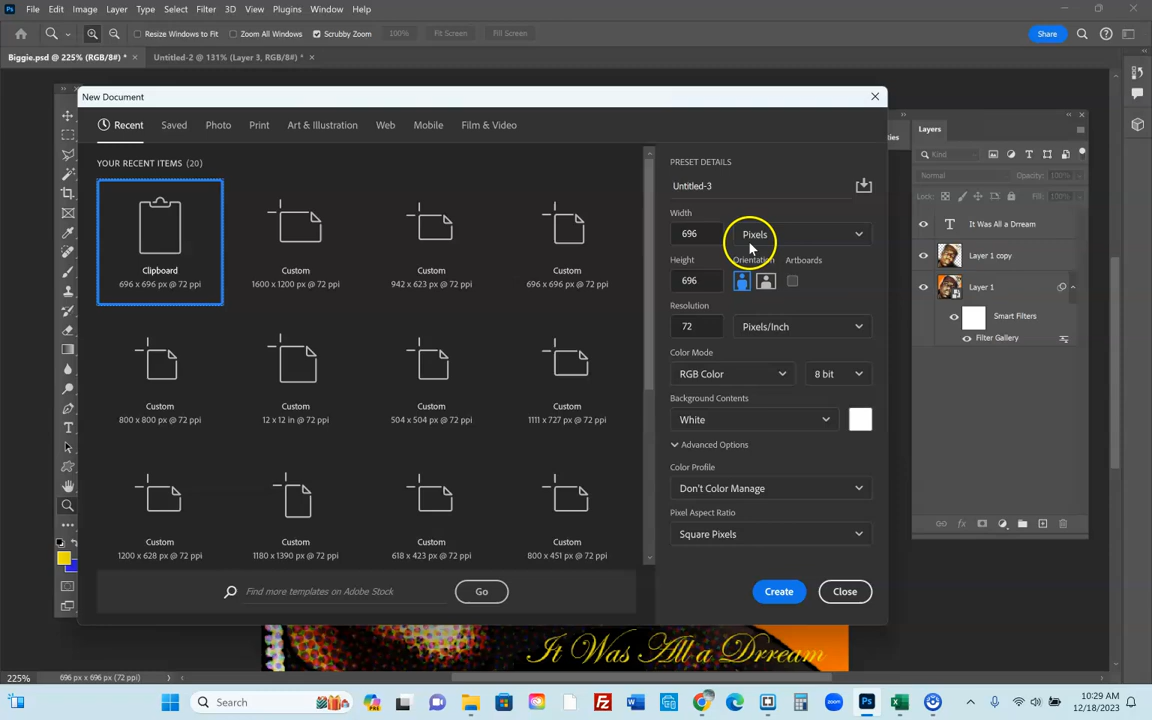 Ps File Edit Image Layer Type Select Filter 3D View Plugins Window Help
Resize Windows to Fit Zoom All Windows Scrubby Zoom 100% Fit Screen Fill Screen Share
Biggie.psd @ 225% (RGB/8#) * × Untitled-2 @ 131% (Layer 3, RGB/8#) * ×
New Document
Recent Saved Photo Print Art & Illustration Web Mobile Film & Video
YOUR RECENT ITEMS (20)
Clipboard
696 x 696 px @ 72 ppi
Custom
1600 x 1200 px @ 72 ppi
Custom
942 x 623 px @ 72 ppi
Custom
696 x 696 px @ 72 ppi
Custom
800 x 800 px @ 72 ppi
Custom
12 x 12 in @ 72 ppi
Custom
504 x 504 px @ 72 ppi
Custom
1111 x 727 px @ 72 ppi
Custom
1200 x 628 px @ 72 ppi
Custom
1180 x 1390 px @ 72 ppi
Custom
618 x 423 px @ 72 ppi
Custom
800 x 451 px @ 72 ppi
Find more templates on Adobe Stock Go
PRESET DETAILS
Untitled-3
Width
696 Pixels
Height Orientation Artboards
696
Resolution
72 Pixels/Inch
Color Mode
RGB Color 8 bit
Background Contents
White
Advanced Options
Color Profile
Don't Color Manage
Pixel Aspect Ratio
Square Pixels
Create Close
ties
Layers
Kind
Normal Opacity: 100%
Lock: Fill: 100%
It Was All a Drream
Layer 1 copy
Layer 1
Smart Filters
Filter Gallery
fx
It Was All a Drream
225% 696 px x 696 px (72 ppi)
Search
10:29 AM
12/18/2023